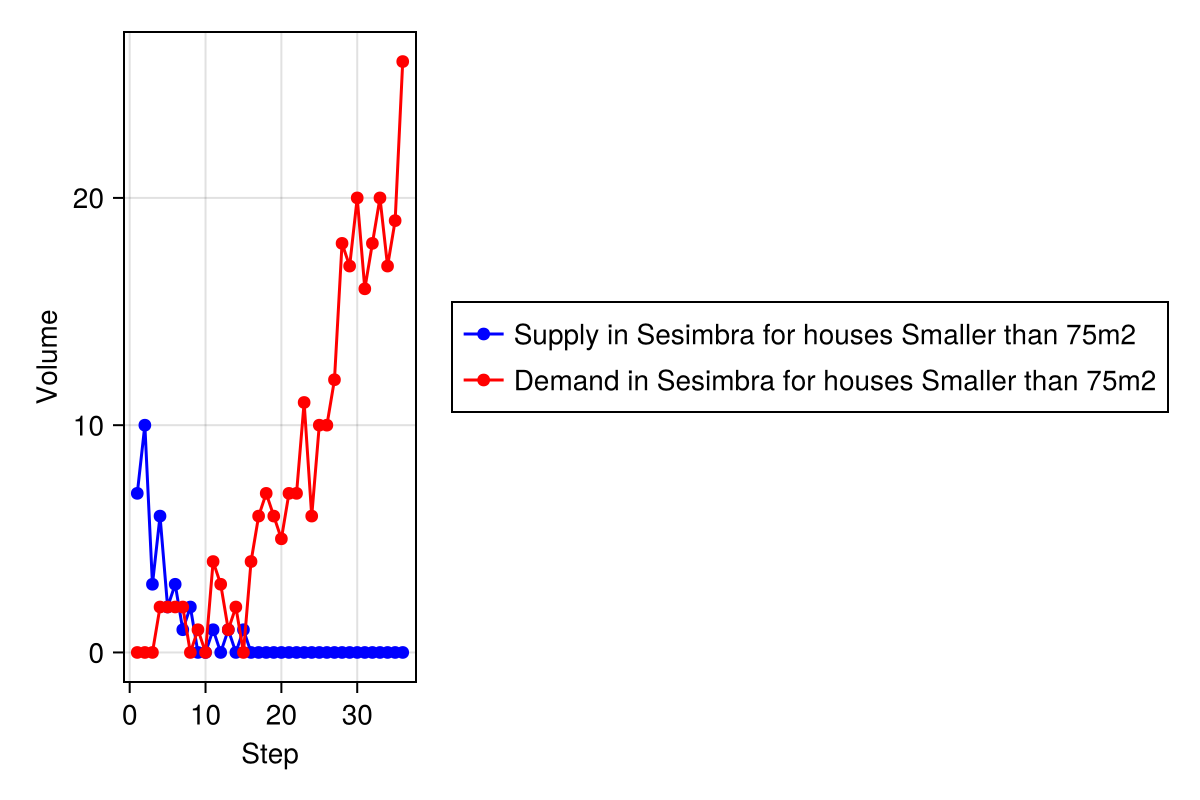 Volume
20
10
0
0 10 20 30
Step
Supply in Sesimbra for houses Smaller than 75m2
Demand in Sesimbra for houses Smaller than 75m2